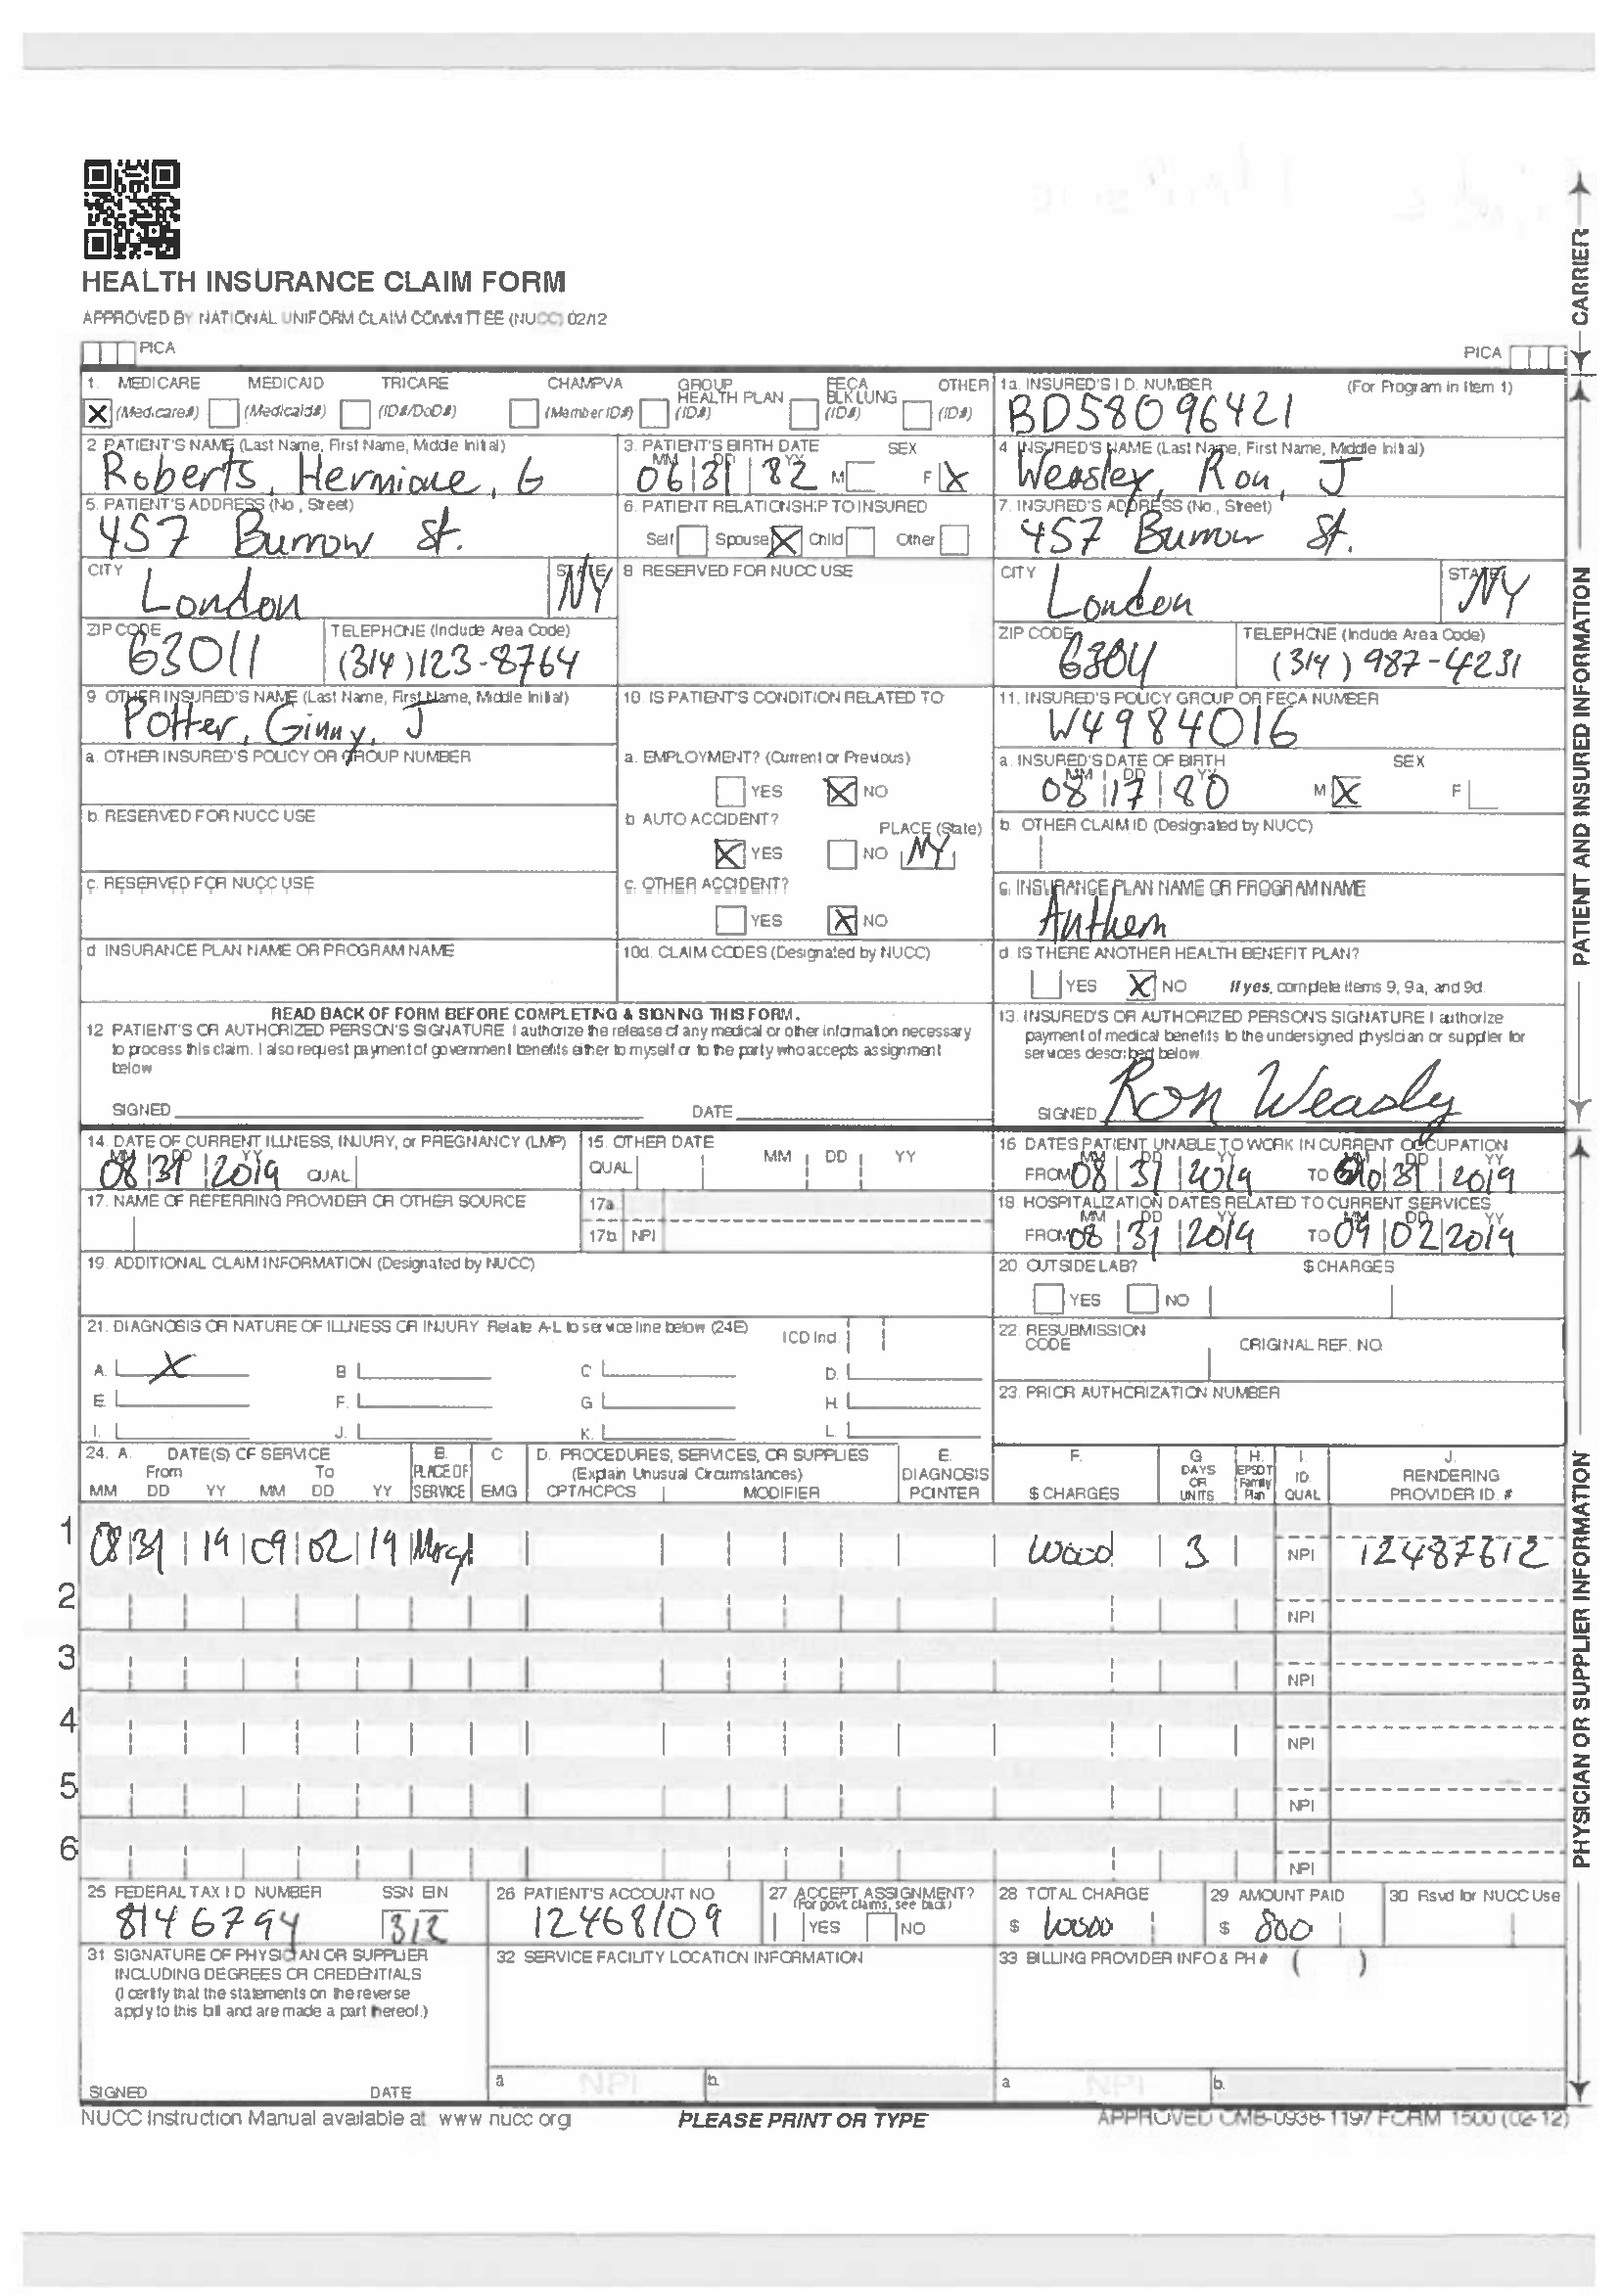 HEALTH INSURANCE CLAIM FORM
APPROVED BY NATIONAL UNIFORM CLAIM COMMITTEE (NUCC) 02/12
PICA PICA
CARRIER
1. MEDICARE MEDICAID TRICARE CHAMPVA GROUP HEALTH PLAN FECA BLK LUNG OTHER 1a. INSURED'S I.D. NUMBER (For Program in Item 1)
X (Medicare#) (Medicaid#) (ID#/DoD#) (Member ID#) (ID#) (ID#) (ID#) BD58096421
2 PATIENT'S NAME (Last Name, First Name, Middle Initial) 3. PATIENT'S BIRTH DATE SEX 4 INSURED'S NAME (Last Name, First Name, Middle Initial)
MM DD YY
Roberts, Hermione, G 06 31 82 M F X Weasley, Ron, J
5. PATIENT'S ADDRESS (No., Street) 6. PATIENT RELATIONSHIP TO INSURED 7. INSURED'S ADDRESS (No., Street)
457 Burrow St. Self Spouse X Child Other 457 Burrow St.
CITY STATE 8 RESERVED FOR NUCC USE CITY STATE
London NY London NY
ZIP CODE TELEPHONE (Include Area Code) ZIP CODE TELEPHONE (Include Area Code)
63011 (314) 123-8764 (314) 987-4231
9 OTHER INSURED'S NAME (Last Name, First Name, Middle Initial) 10 IS PATIENT'S CONDITION RELATED TO 11. INSURED'S POLICY GROUP OR FECA NUMBER
Potter, Ginny, J W4984016
a. OTHER INSURED'S POLICY OR GROUP NUMBER a. EMPLOYMENT? (Current or Previous) a. INSURED'S DATE OF BIRTH SEX
MM DD YY
YES X NO 08 17 80 M X F
b. RESERVED FOR NUCC USE b AUTO ACCIDENT? PLACE (State) b. OTHER CLAIM ID (Designated by NUCC)
X YES NO NY
c. RESERVED FOR NUCC USE c. OTHER ACCIDENT? c. INSURANCE PLAN NAME OR PROGRAM NAME
YES X NO Anthem
d INSURANCE PLAN NAME OR PROGRAM NAME 10d. CLAIM CODES (Designated by NUCC) d IS THERE ANOTHER HEALTH BENEFIT PLAN?
YES X NO If yes, complete items 9, 9a, and 9d.
PATIENT AND INSURED INFORMATION
READ BACK OF FORM BEFORE COMPLETING & SIGNING THIS FORM.
12 PATIENT'S OR AUTHORIZED PERSON'S SIGNATURE I authorize the release of any medical or other information necessary
to process this claim. I also request payment of government benefits either to myself or to the party who accepts assignment
below
SIGNED DATE
13. INSURED'S OR AUTHORIZED PERSON'S SIGNATURE I authorize
payment of medical benefits to the undersigned physician or supplier for
services described below.
SIGNED Ron Weasly
14. DATE OF CURRENT ILLNESS, INJURY, or PREGNANCY (LMP) 15. OTHER DATE 16 DATES PATIENT UNABLE TO WORK IN CURRENT OCCUPATION
MM DD YY MM DD YY MM DD YY MM DD YY
08 31 2019 QUAL QUAL FROM 08 31 2019 TO 10 31 2019
17. NAME OF REFERRING PROVIDER OR OTHER SOURCE 17a 18 HOSPITALIZATION DATES RELATED TO CURRENT SERVICES
MM DD YY MM DD YY
17b NPI FROM 08 31 2019 TO 09 02 2019
19. ADDITIONAL CLAIM INFORMATION (Designated by NUCC) 20. OUTSIDE LAB? $ CHARGES
YES NO
21. DIAGNOSIS OR NATURE OF ILLNESS OR INJURY Relate A-L to service line below (24E) ICD Ind 22. RESUBMISSION CODE ORIGINAL REF. NO.
A. X B C D.
E. F. G H. 23. PRIOR AUTHORIZATION NUMBER
I. J. K. L.
24. A. DATE(S) OF SERVICE B. C D. PROCEDURES, SERVICES, OR SUPPLIES E. F. G H. I. J.
From To PLACE OF (Explain Unusual Circumstances) DIAGNOSIS DAYS OR EPSDT Family ID. RENDERING
MM DD YY MM DD YY SERVICE EMG CPT/HCPCS MODIFIER POINTER $ CHARGES UNITS Plan QUAL PROVIDER ID. #
1 08 31 19 09 02 19 3 NPI 12487612
2 NPI
3 NPI
4 NPI
5 NPI
6 NPI
PHYSICIAN OR SUPPLIER INFORMATION
25 FEDERAL TAX I D NUMBER SSN EIN 26 PATIENT'S ACCOUNT NO 27 ACCEPT ASSIGNMENT? 28 TOTAL CHARGE 29 AMOUNT PAID 30 Rsvd for NUCC Use
(For govt claims, see back)
8146794 312 12468109 YES NO $ 10000 $ 800
31 SIGNATURE OF PHYSICIAN OR SUPPLIER 32 SERVICE FACILITY LOCATION INFORMATION 33 BILLING PROVIDER INFO & PH # ( )
INCLUDING DEGREES OR CREDENTIALS
(I certify that the statements on the reverse
apply to this bill and are made a part thereof.)
SIGNED DATE a NPI b. a NPI b.
NUCC Instruction Manual available at www nucc org PLEASE PRINT OR TYPE APPROVED OMB-0938-1197 FORM 1500 (02-12)